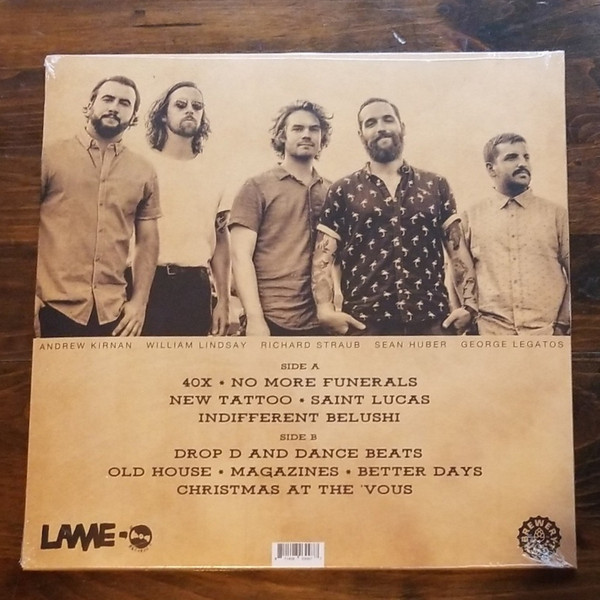 ANDREW KIRNAN WILLIAM LINDSAY RICHARD STRAUB SEAN HUBER GEORGE LEGATOS
SIDE A
40X • NO MORE FUNERALS
NEW TATTOO • SAINT LUCAS
INDIFFERENT BELUSHI
SIDE B
DROP D AND DANCE BEATS
OLD HOUSE • MAGAZINES • BETTER DAYS
CHRISTMAS AT THE 'VOUS
LAME-O
BREWERY